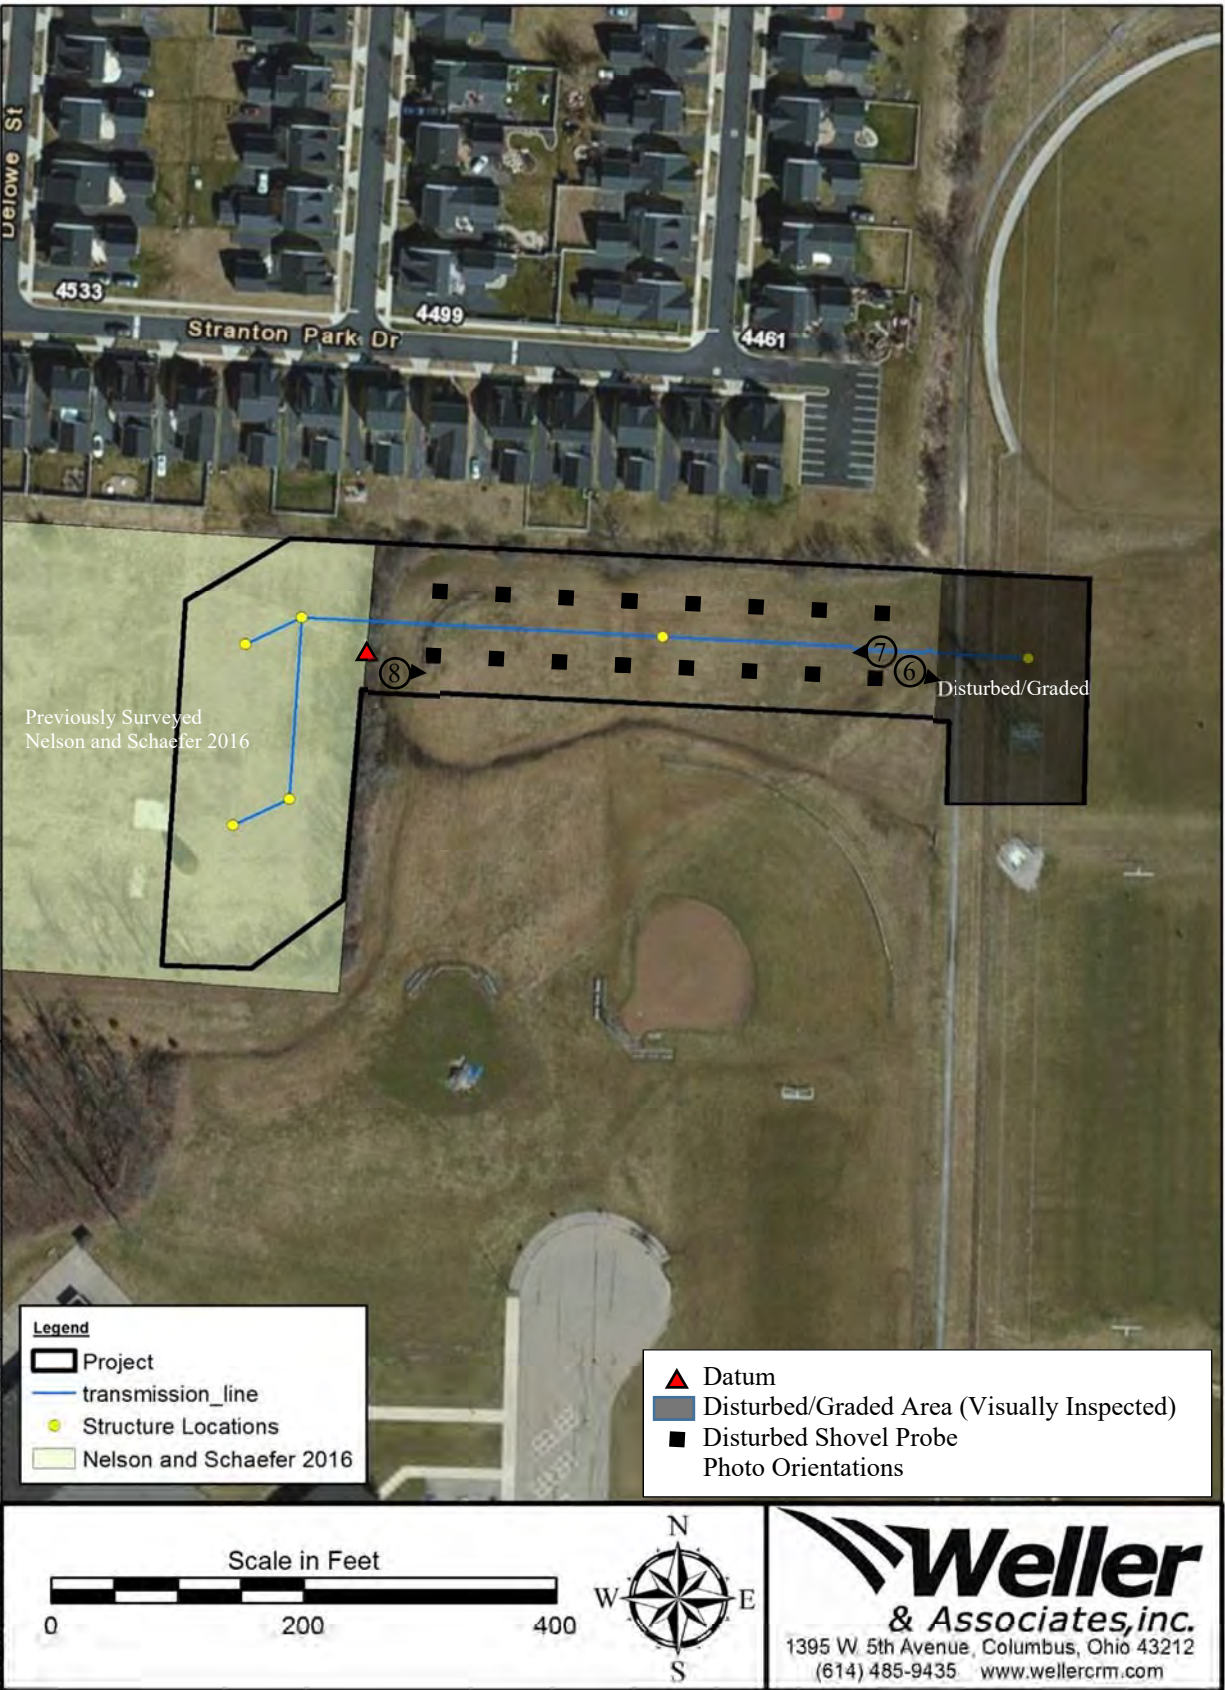 Delowe St
4533
Stranton Park Dr
4499
4461
7
8
6
Disturbed/Graded
Previously Surveyed
Nelson and Schaefer 2016
Legend
Project
transmission_line
Structure Locations
Nelson and Schaefer 2016
Datum
Disturbed/Graded Area (Visually Inspected)
Disturbed Shovel Probe
Photo Orientations
Scale in Feet
0 200 400
N
W E
S
Weller
& Associates,inc.
1395 W. 5th Avenue, Columbus, Ohio 43212
(614) 485-9435 www.wellercrm.com